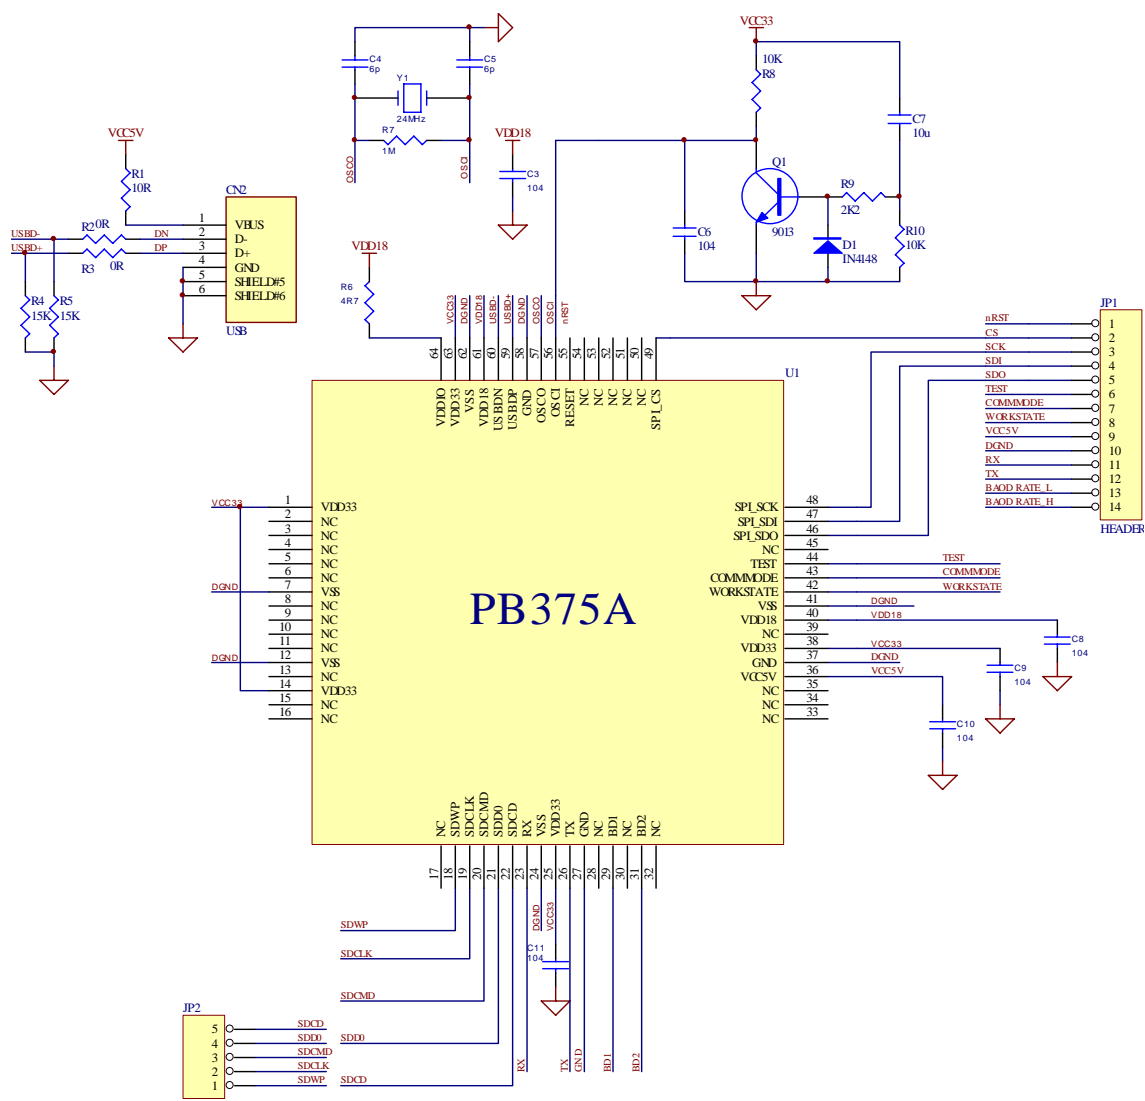 VCC33
C4
6p
C5
6p
Y1
24MHz
R7
1M
OSCO
OSCI
VDD18
C3
104
10K
R8
C7
10u
Q1
9013
R9
2K2
R10
10K
D1
IN4148
C6
104
VCC5V
R1
10R
CN2
USBD-
R2
0R
DN
1
VBUS
2
D-
USBD+
R3
0R
DP
3
D+
4
GND
5
SHIELD#5
6
SHIELD#6
USB
R4
15K
R5
15K
VDD18
R6
4R7
VCC33
DGND
VDD18
USBD-
USBD+
DGND
OSCO
OSCI
nRST
64
63
62
61
60
59
58
57
56
55
54
53
52
51
50
49
VDDIO
VDD33
VSS
VDD18
USBDN
USBDP
GND
OSCO
OSCI
RESET
NC
NC
NC
NC
NC
SPI_CS
U1
JP1
nRST
1
CS
2
SCK
3
SDI
4
SDO
5
TEST
6
COMMMODE
7
WORKSTATE
8
VCC5V
9
DGND
10
RX
11
TX
12
BAOD RATE_L
13
BAOD RATE_H
14
HEADER
VCC33
1
VDD33
2
NC
3
NC
4
NC
5
NC
6
NC
DGND
7
VSS
8
NC
9
NC
10
NC
11
NC
DGND
12
VSS
13
NC
14
VDD33
15
NC
16
NC
PB375A
SPI_SCK
48
SPI_SDI
47
SPI_SDO
46
NC
45
TEST
44
TEST
COMMMODE
43
COMMMODE
WORKSTATE
42
WORKSTATE
VSS
41
DGND
VDD18
40
VDD18
NC
39
VDD33
38
VCC33
GND
37
DGND
VCC5V
36
VCC5V
NC
35
NC
34
NC
33
C8
104
C9
104
C10
104
NC
SDWP
SDCLK
SDCMD
SDD0
SDCD
RX
VSS
VDD33
TX
GND
NC
BD1
NC
BD2
NC
17
18
19
20
21
22
23
24
25
26
27
28
29
30
31
32
SDWP
SDCLK
SDCMD
SDD0
SDCD
DGND
VCC33
C11
104
RX
TX
GND
BD1
BD2
JP2
5
SDCD
4
SDD0
3
SDCMD
2
SDCLK
1
SDWP